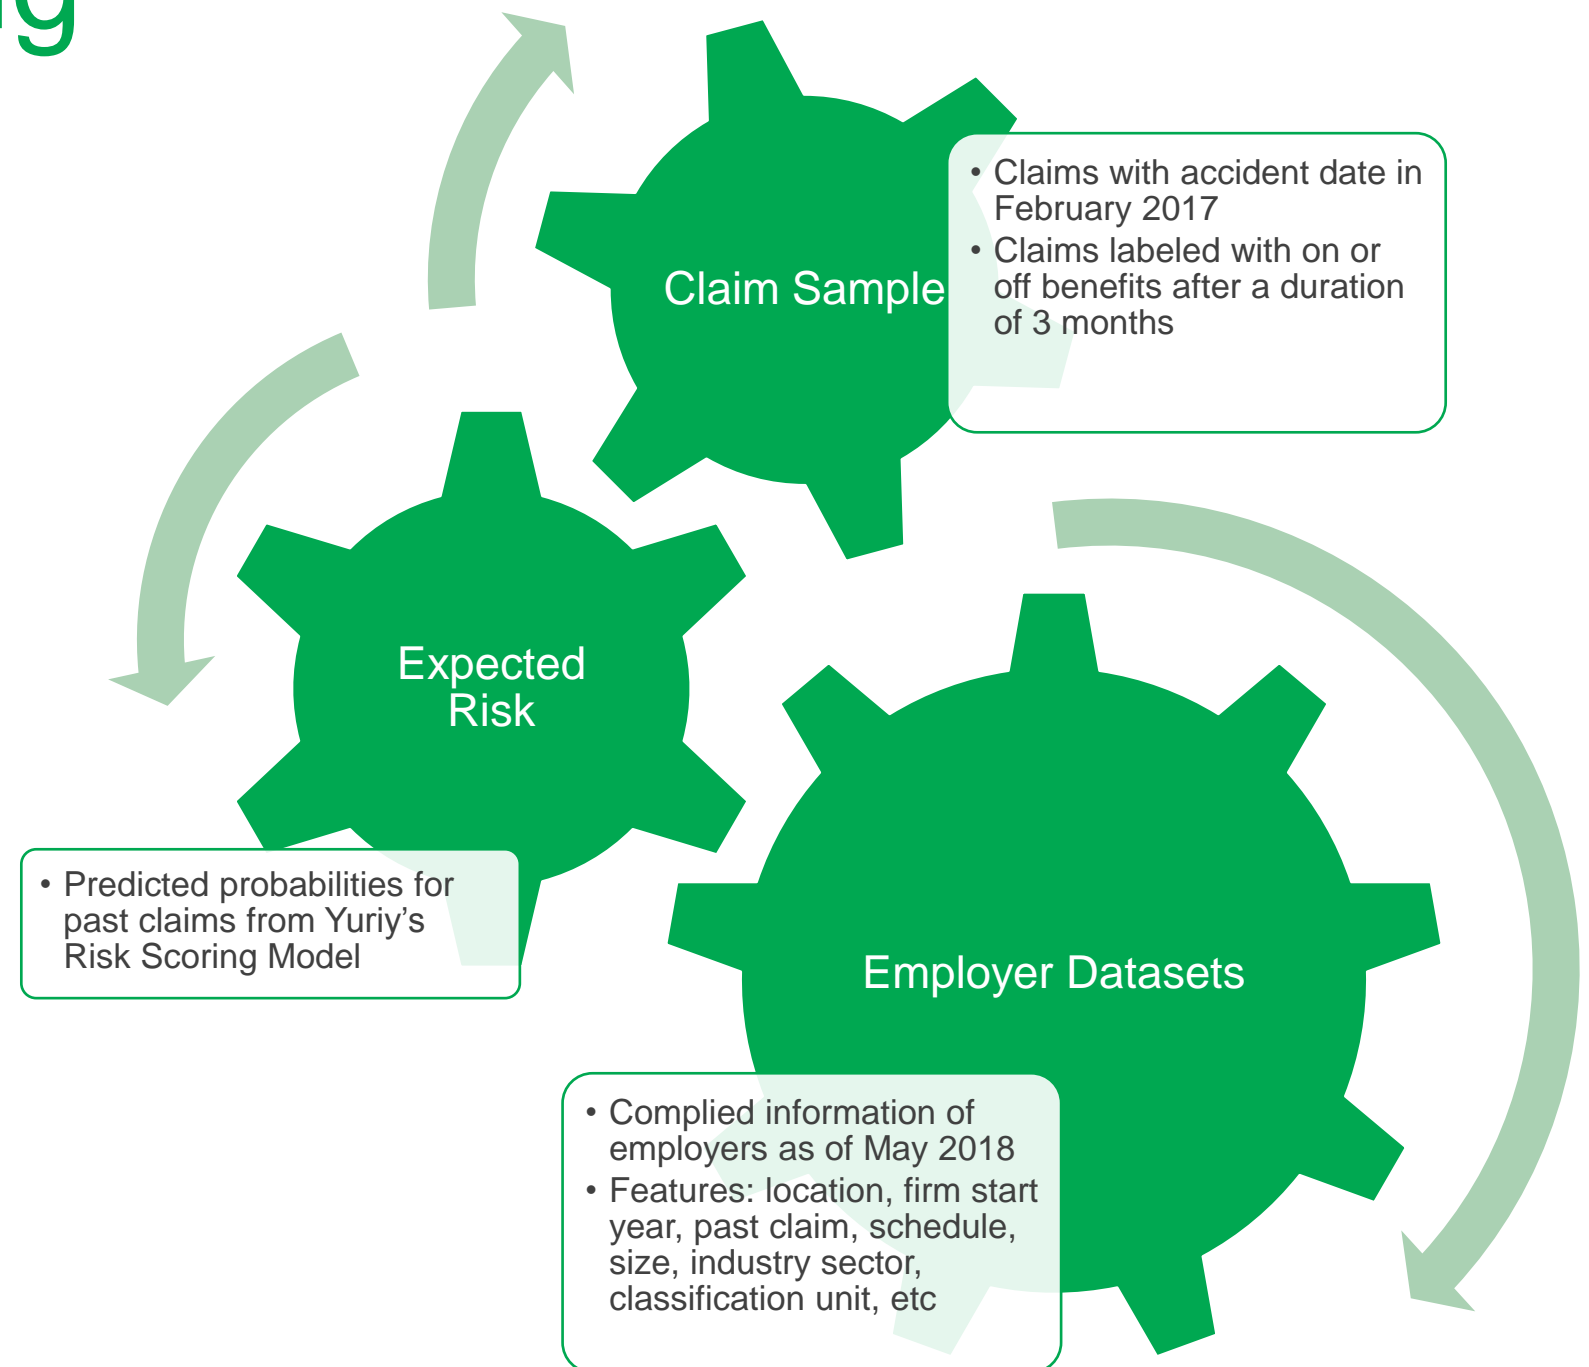 Claim Sample
• Claims with accident date in
February 2017
• Claims labeled with on or
off benefits after a duration
of 3 months
Expected
Risk
• Predicted probabilities for
past claims from Yuriy’s
Risk Scoring Model
Employer Datasets
• Complied information of
employers as of May 2018
• Features: location, firm start
year, past claim, schedule,
size, industry sector,
classification unit, etc